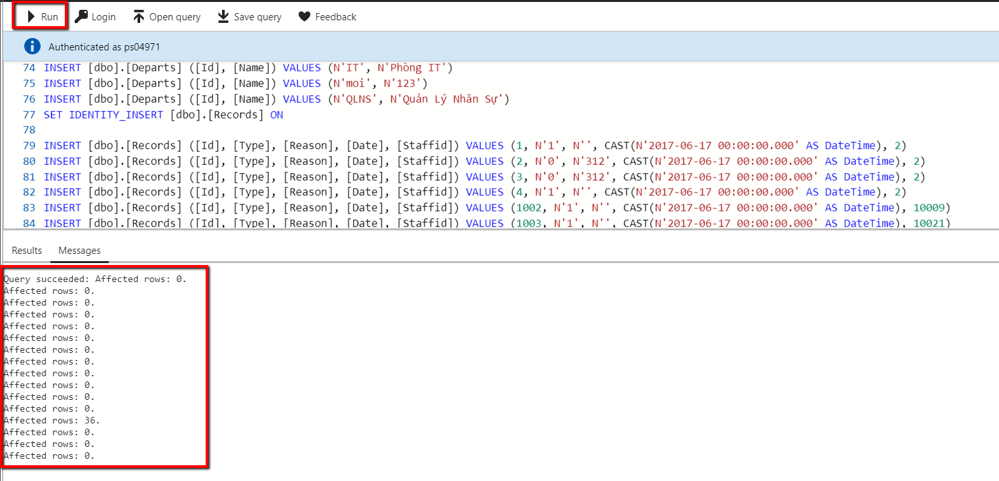 Run Login Open query Save query Feedback
Authenticated as ps04971
74 INSERT [dbo].[Departs] ([Id], [Name]) VALUES (N'IT', N'Phòng IT')
75 INSERT [dbo].[Departs] ([Id], [Name]) VALUES (N'moi', N'123')
76 INSERT [dbo].[Departs] ([Id], [Name]) VALUES (N'QLNS', N'Quản Lý Nhân Sự')
77 SET IDENTITY_INSERT [dbo].[Records] ON
78
79 INSERT [dbo].[Records] ([Id], [Type], [Reason], [Date], [Staffid]) VALUES (1, N'1', N'', CAST(N'2017-06-17 00:00:00.000' AS DateTime), 2)
80 INSERT [dbo].[Records] ([Id], [Type], [Reason], [Date], [Staffid]) VALUES (2, N'0', N'312', CAST(N'2017-06-17 00:00:00.000' AS DateTime), 2)
81 INSERT [dbo].[Records] ([Id], [Type], [Reason], [Date], [Staffid]) VALUES (3, N'0', N'312', CAST(N'2017-06-17 00:00:00.000' AS DateTime), 2)
82 INSERT [dbo].[Records] ([Id], [Type], [Reason], [Date], [Staffid]) VALUES (4, N'1', N'', CAST(N'2017-06-17 00:00:00.000' AS DateTime), 2)
83 INSERT [dbo].[Records] ([Id], [Type], [Reason], [Date], [Staffid]) VALUES (1002, N'1', N'', CAST(N'2017-06-17 00:00:00.000' AS DateTime), 10009)
84 INSERT [dbo].[Records] ([Id], [Type], [Reason], [Date], [Staffid]) VALUES (1003, N'1', N'', CAST(N'2017-06-17 00:00:00.000' AS DateTime), 10021)
Results Messages
Query succeeded: Affected rows: 0.
Affected rows: 0.
Affected rows: 0.
Affected rows: 0.
Affected rows: 0.
Affected rows: 0.
Affected rows: 0.
Affected rows: 0.
Affected rows: 0.
Affected rows: 0.
Affected rows: 0.
Affected rows: 0.
Affected rows: 36.
Affected rows: 0.
Affected rows: 0.
Affected rows: 0.